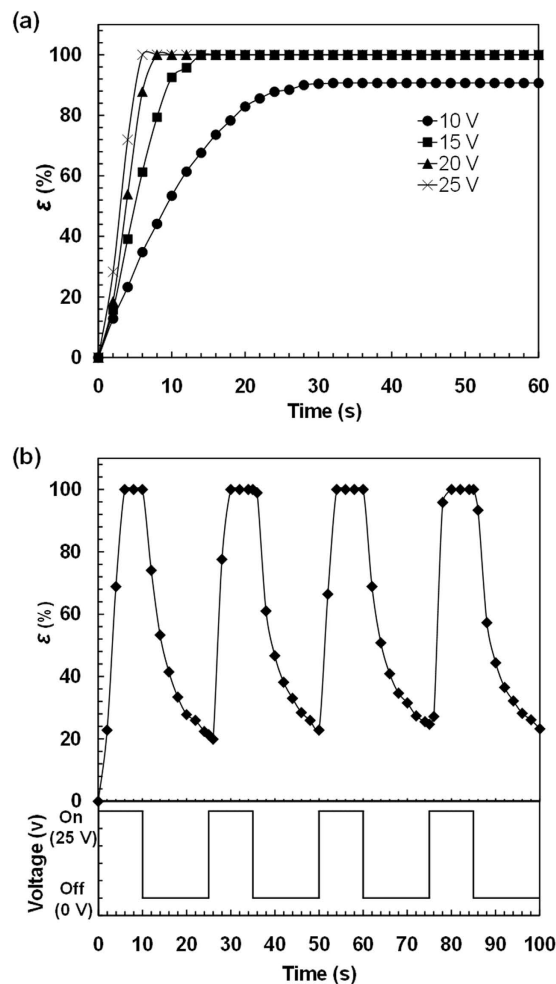 (a)
100
80
60
40
20
0
ε (%)
10 V
15 V
20 V
25 V
0 10 20 30 40 50 60
Time (s)
(b)
100
80
60
40
20
0
ε (%)
On
(25 V)
Off
(0 V)
Voltage (v)
0 10 20 30 40 50 60 70 80 90 100
Time (s)